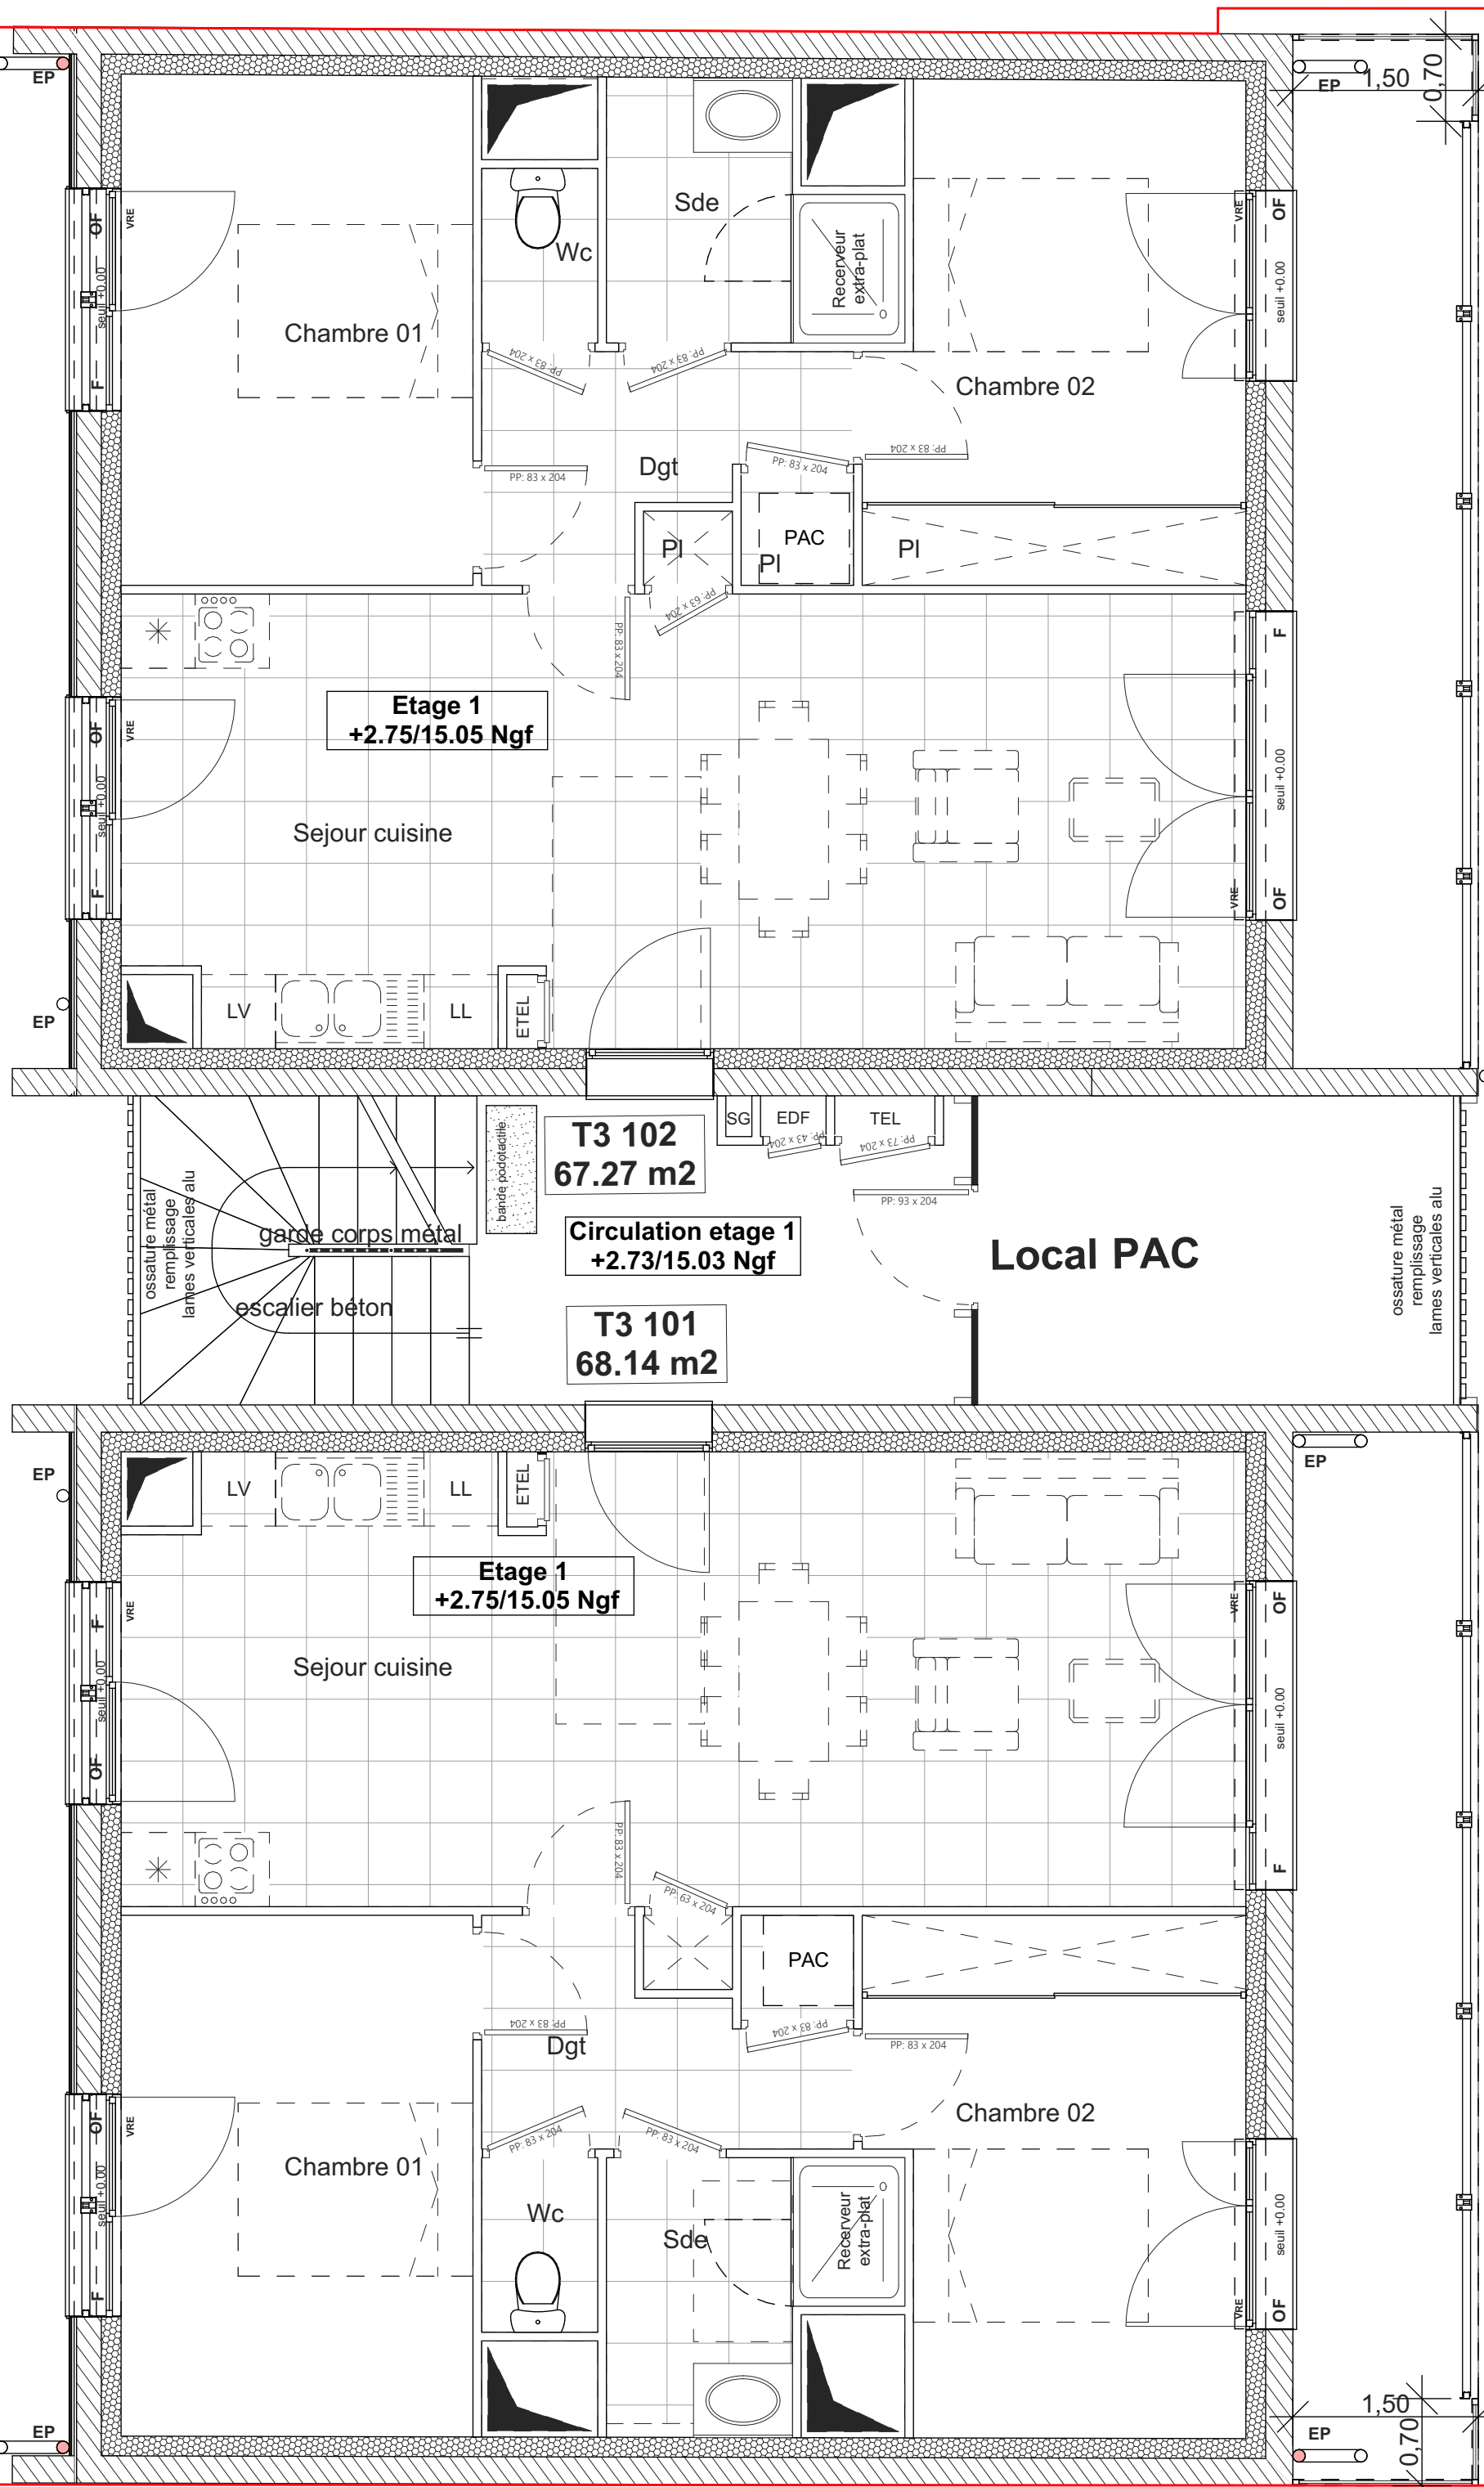 EP
EP
1,50
0,70
OF
VRE
seuil +0.00
F
Chambre 01
Wc
Sde
Recerveur
extra-plat
VRE
OF
seuil +0.00
Chambre 02
PP: 83 x 204
PP: 83 x 204
PP: 83 x 204
PP: 83 x 204
PP: 83 x 204
Dgt
Pl
Pl
PAC
Pl
PP: 63 x 204
PP: 83 x 204
F
Etage 1
+2.75/15.05 Ngf
OF
VRE
seuil +0.00
F
seuil +0.00
VRE
OF
Sejour cuisine
EP
LV
LL
ETEL
T3 102
67.27 m2
SG
EDF
TEL
PP: 43 x 204
PP: 73 x 204
bande podotactile
PP: 93 x 204
ossature métal
remplissage
lames verticales alu
garde corps métal
escalier béton
Circulation etage 1
+2.73/15.03 Ngf
Local PAC
ossature métal
remplissage
lames verticales alu
T3 101
68.14 m2
EP
EP
LV
LL
ETEL
Etage 1
+2.75/15.05 Ngf
F
VRE
seuil +0.00
OF
VRE
OF
seuil +0.00
F
Sejour cuisine
PP: 83 x 204
PP: 63 x 204
PAC
PP: 83 x 204
PP: 83 x 204
PP: 83 x 204
Dgt
PP: 83 x 204
PP: 83 x 204
Chambre 02
OF
VRE
seuil +0.00
F
Chambre 01
Wc
Sde
Recerveur
extra-plat
seuil +0.00
VRE
OF
EP
EP
1,50
0,70